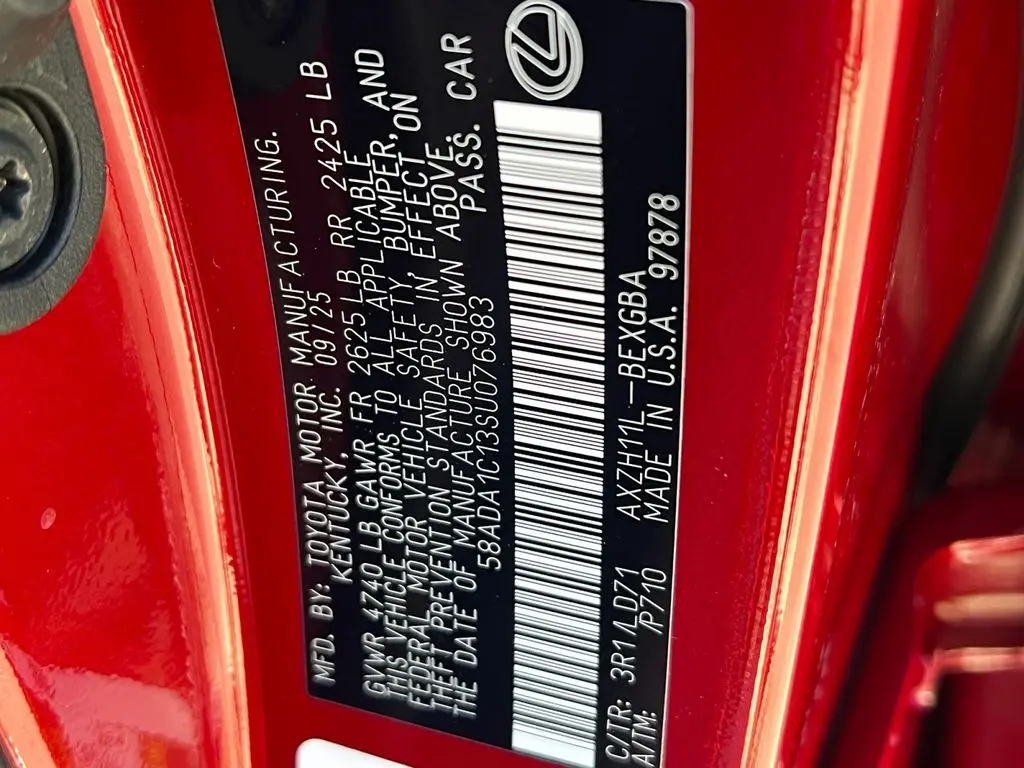 MFD. BY: TOYOTA MOTOR MANUFACTURING.
KENTUCKY. INC. 09/25
GVWR 4740 LB GAWR FR 2625LB RR 2425 LB
THIS VEHICLE CONFORMS TO ALL APPLICABLE
FEDERAL MOTOR VEHICLE SAFETY, BUMPER, AND
THEFT PREVENTION STANDARDS IN EFFECT ON
THE DATE OF MANUFACTURE SHOWN ABOVE.
58ADA1C13SU076983 PASS. CAR
C/TR: 3R1/LD71 AXZH11L-BEXGBA
A/TM: /P710 MADE IN U.S.A. 97878